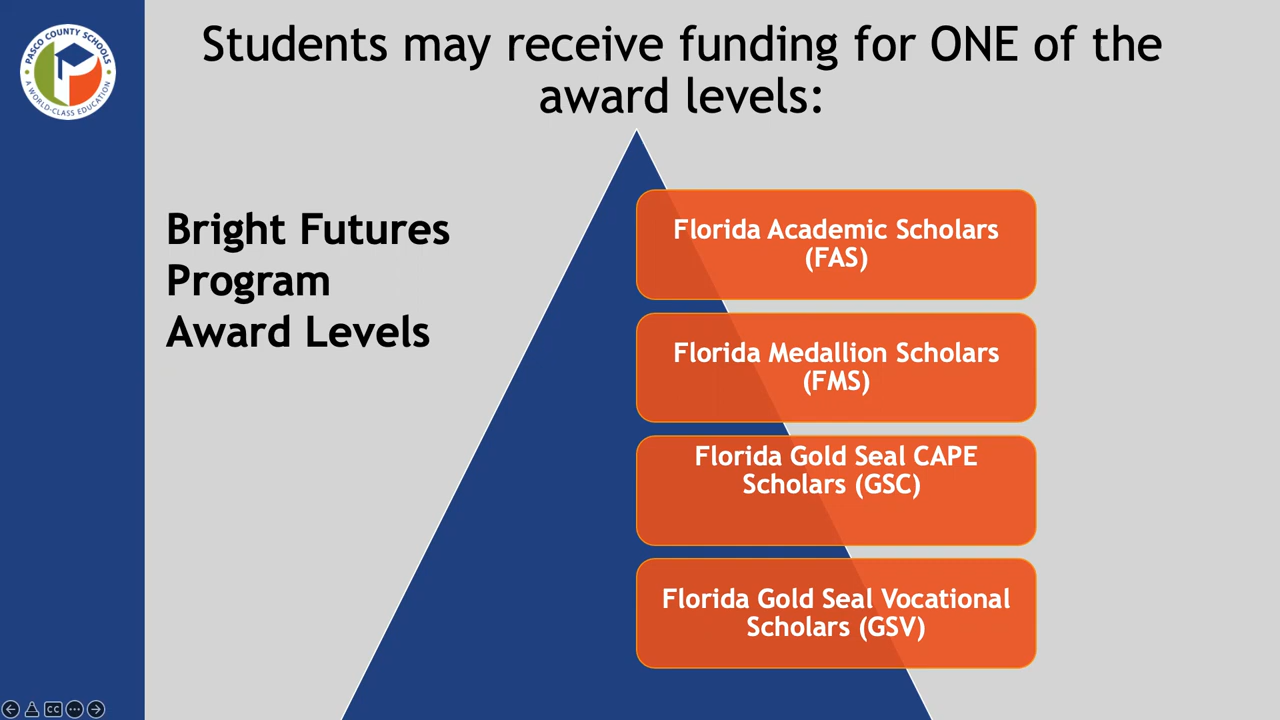 PASCO COUNTY SCHOOLS
A WORLD-CLASS EDUCATION
Students may receive funding for ONE of the
award levels:
Bright Futures
Program
Award Levels
Florida Academic Scholars
(FAS)
Florida Medallion Scholars
(FMS)
Florida Gold Seal CAPE
Scholars (GSC)
Florida Gold Seal Vocational
Scholars (GSV)
CC